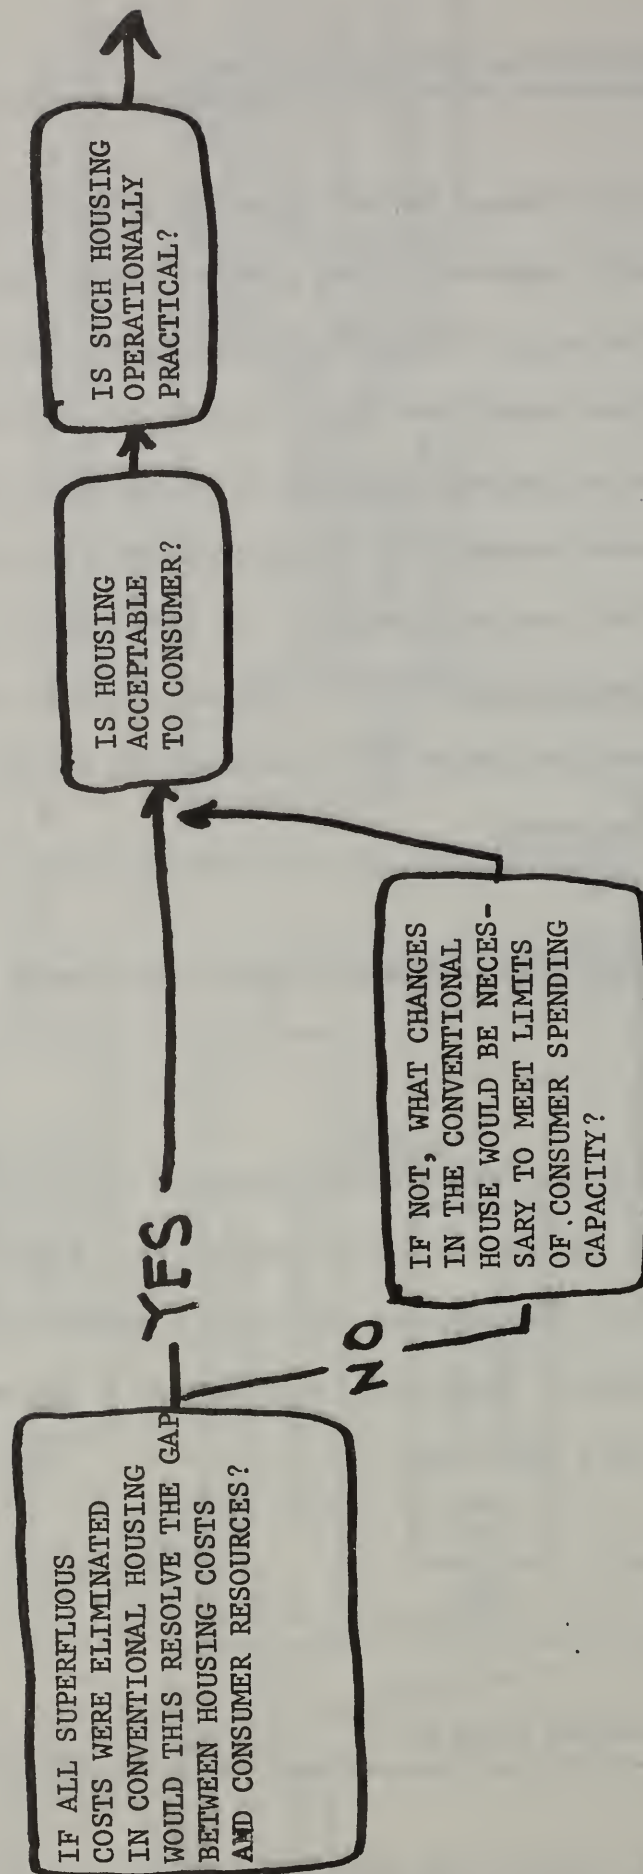 IF ALL SUPERFLUOUS
COSTS WERE ELIMINATED
IN CONVENTIONAL HOUSING
WOULD THIS RESOLVE THE GAP
BETWEEN HOUSING COSTS
AND CONSUMER RESOURCES?
YES
NO
IF NOT, WHAT CHANGES
IN THE CONVENTIONAL
HOUSE WOULD BE NECES-
SARY TO MEET LIMITS
OF.CONSUMER SPENDING
CAPACITY?
IS HOUSING
ACCEPTABLE
TO CONSUMER?
IS SUCH HOUSING
OPERATIONALLY
PRACTICAL?